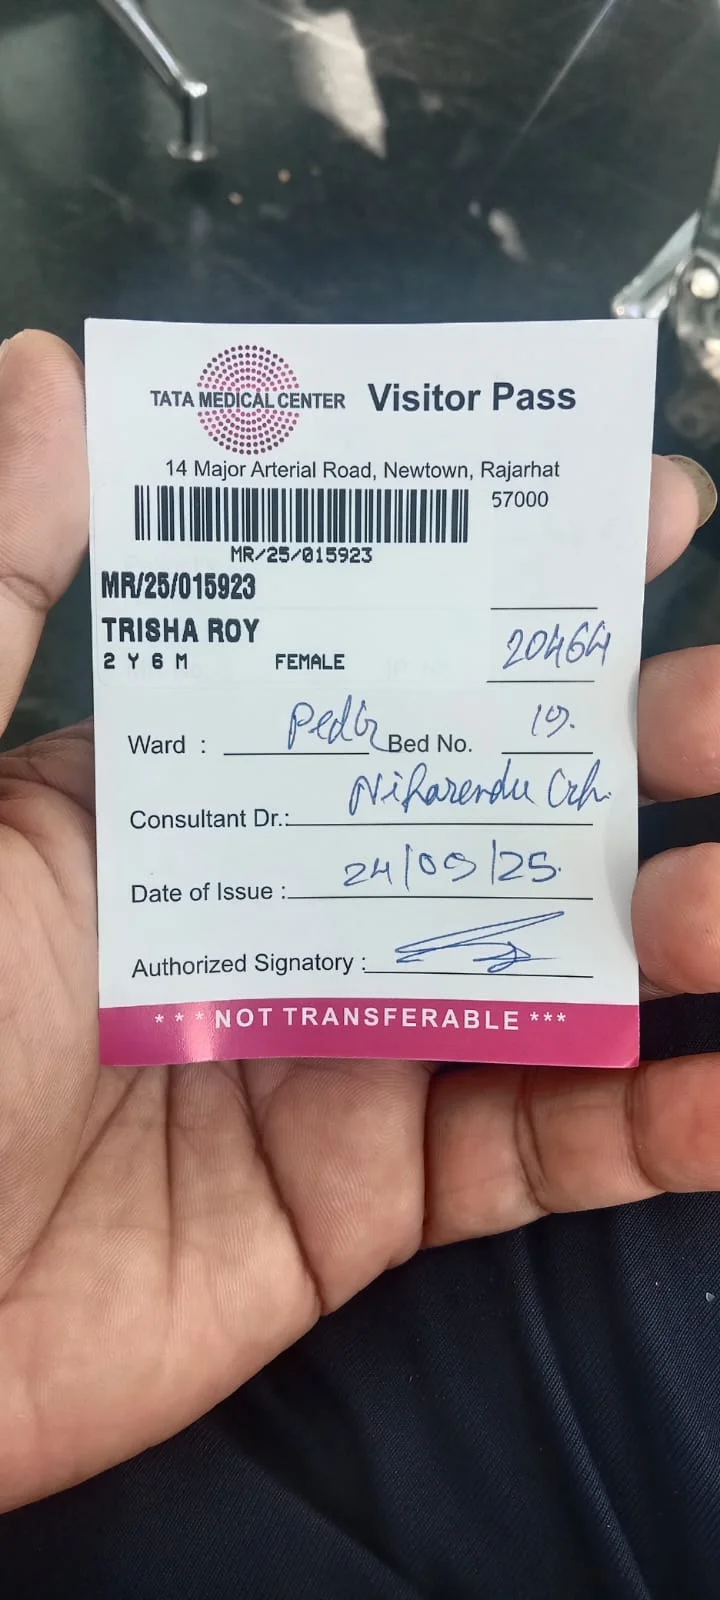 TATA MEDICAL CENTER Visitor Pass
14 Major Arterial Road, Newtown, Rajarhat
57000
MR/25/015923
MR/25/015923
TRISHA ROY
2 Y 6 M FEMALE 20464
Ward : Bed No. 19.
Consultant Dr.: Niharendu
Date of Issue : 24/09/25.
Authorized Signatory :
* * * NOT TRANSFERABLE ***